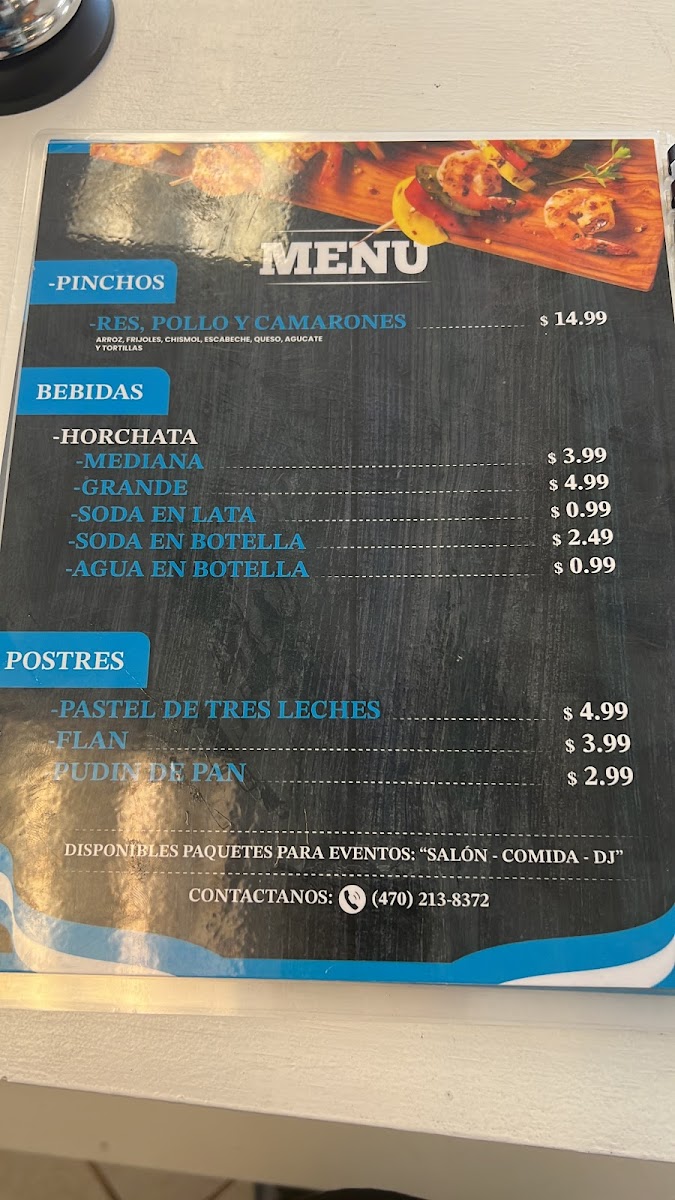 MENU
-PINCHOS
-RES, POLLO Y CAMARONES $ 14.99
ARROZ, FRIJOLES, CHISMOL, ESCABECHE, QUESO, AGUCATE
Y TORTILLAS
BEBIDAS
-HORCHATA
-MEDIANA $ 3.99
-GRANDE $ 4.99
-SODA EN LATA $ 0.99
-SODA EN BOTELLA $ 2.49
-AGUA EN BOTELLA $ 0.99
POSTRES
-PASTEL DE TRES LECHES $ 4.99
-FLAN $ 3.99
-PUDIN DE PAN $ 2.99
DISPONIBLES PAQUETES PARA EVENTOS: “SALÓN - COMIDA - DJ”
CONTACTANOS: (470) 213-8372